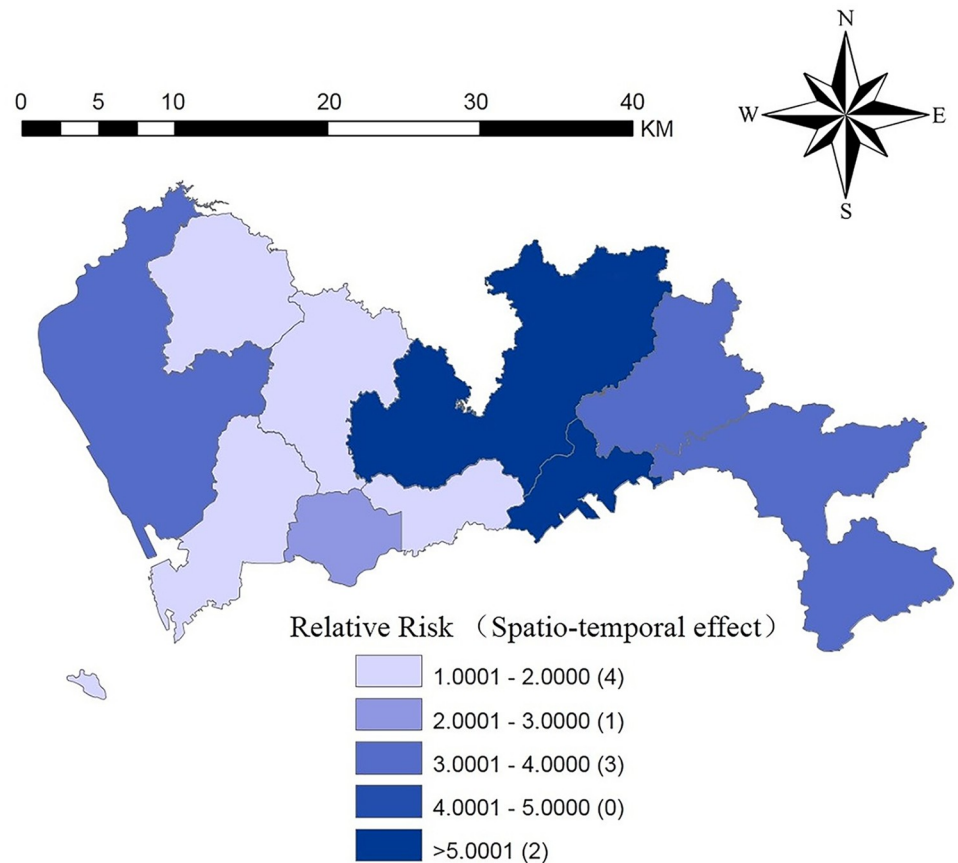 N
0 5 10 20 30 40
KM
W E
S
Relative Risk （Spatio-temporal effect）
1.0001 - 2.0000 (4)
2.0001 - 3.0000 (1)
3.0001 - 4.0000 (3)
4.0001 - 5.0000 (0)
>5.0001 (2)